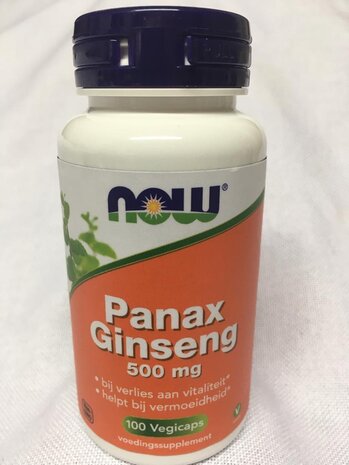 now®
Panax
Ginseng
500 mg
• bij verlies aan vitaliteit*
• helpt bij vermoeidheid*
100 Vegicaps
voedingssupplement
V